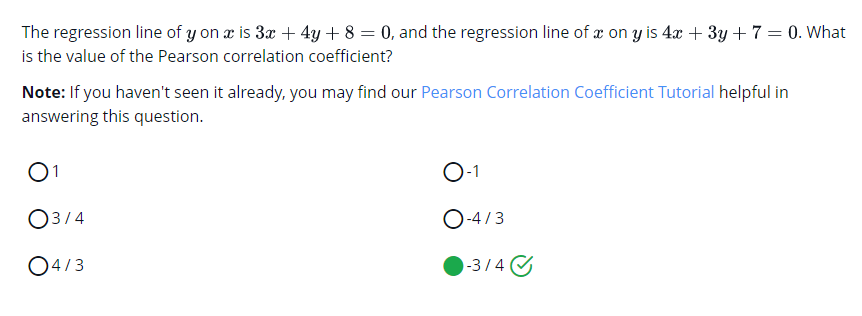 The regression line of y on x is 3x + 4y + 8 = 0, and the regression line of x on y is 4x + 3y + 7 = 0. What
is the value of the Pearson correlation coefficient?
Note: If you haven't seen it already, you may find our Pearson Correlation Coefficient Tutorial helpful in
answering this question.
1
-1
3 / 4
-4 / 3
4 / 3
-3 / 4